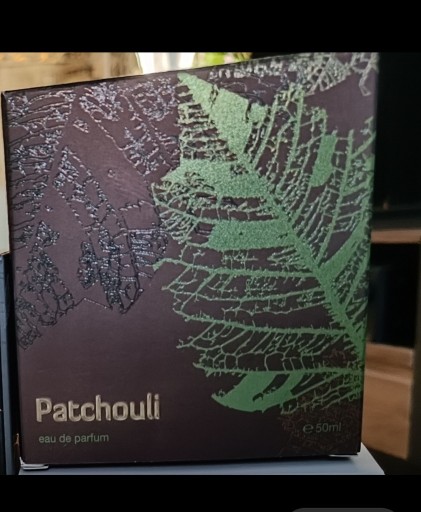 Patchouli
eau de parfum
℮50ml